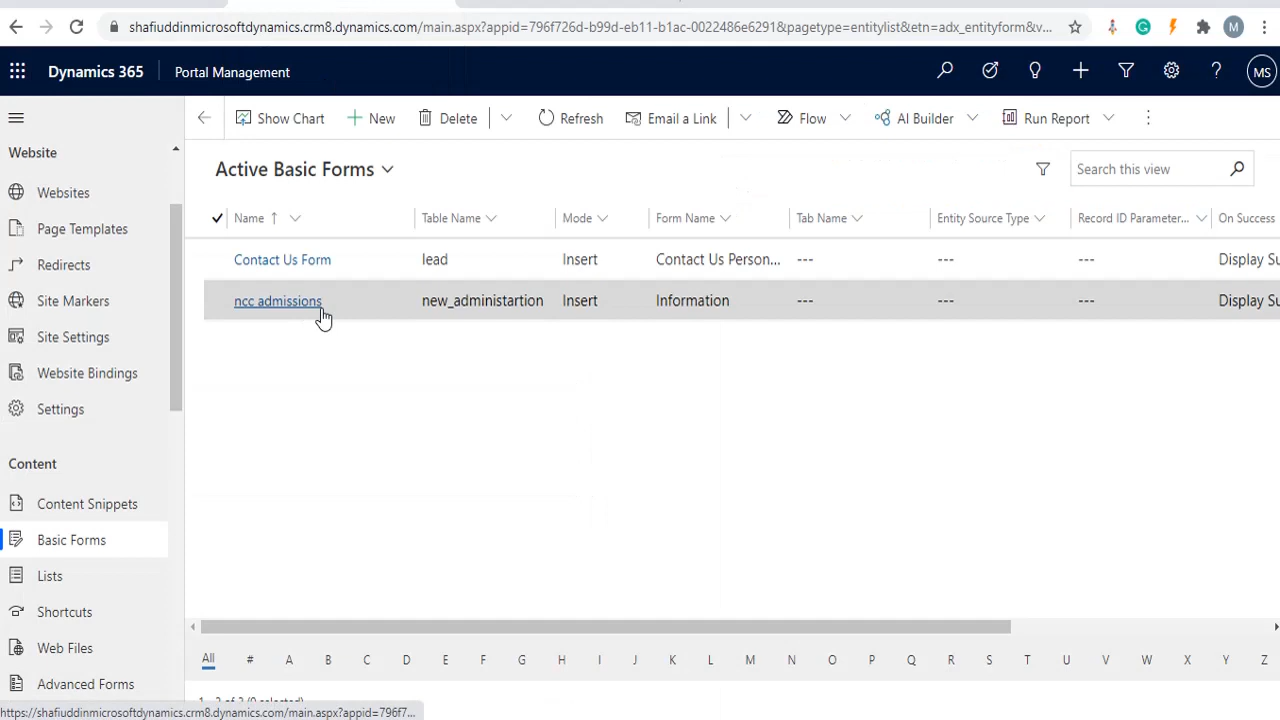 shafiuddinmicrosoftdynamics.crm8.dynamics.com/main.aspx?appid=796f726d-b99d-eb11-b1ac-0022486e6291&pagetype=entitylist&etn=adx_entityform&v...
M
Dynamics 365 Portal Management
MS
Show Chart New Delete Refresh Email a Link Flow AI Builder Run Report
Website
Websites
Page Templates
Redirects
Site Markers
Site Settings
Website Bindings
Settings
Content
Content Snippets
Basic Forms
Lists
Shortcuts
Web Files
Advanced Forms
Active Basic Forms
Search this view
Name ↑ Table Name Mode Form Name Tab Name Entity Source Type Record ID Parameter... On Success
Contact Us Form lead Insert Contact Us Person... --- --- --- Display Su
ncc admissions new_administartion Insert Information --- --- --- Display Su
All # A B C D E F G H I J K L M N O P Q R S T U V W X Y Z
https://shafiuddinmicrosoftdynamics.crm8.dynamics.com/main.aspx?appid=796f7...